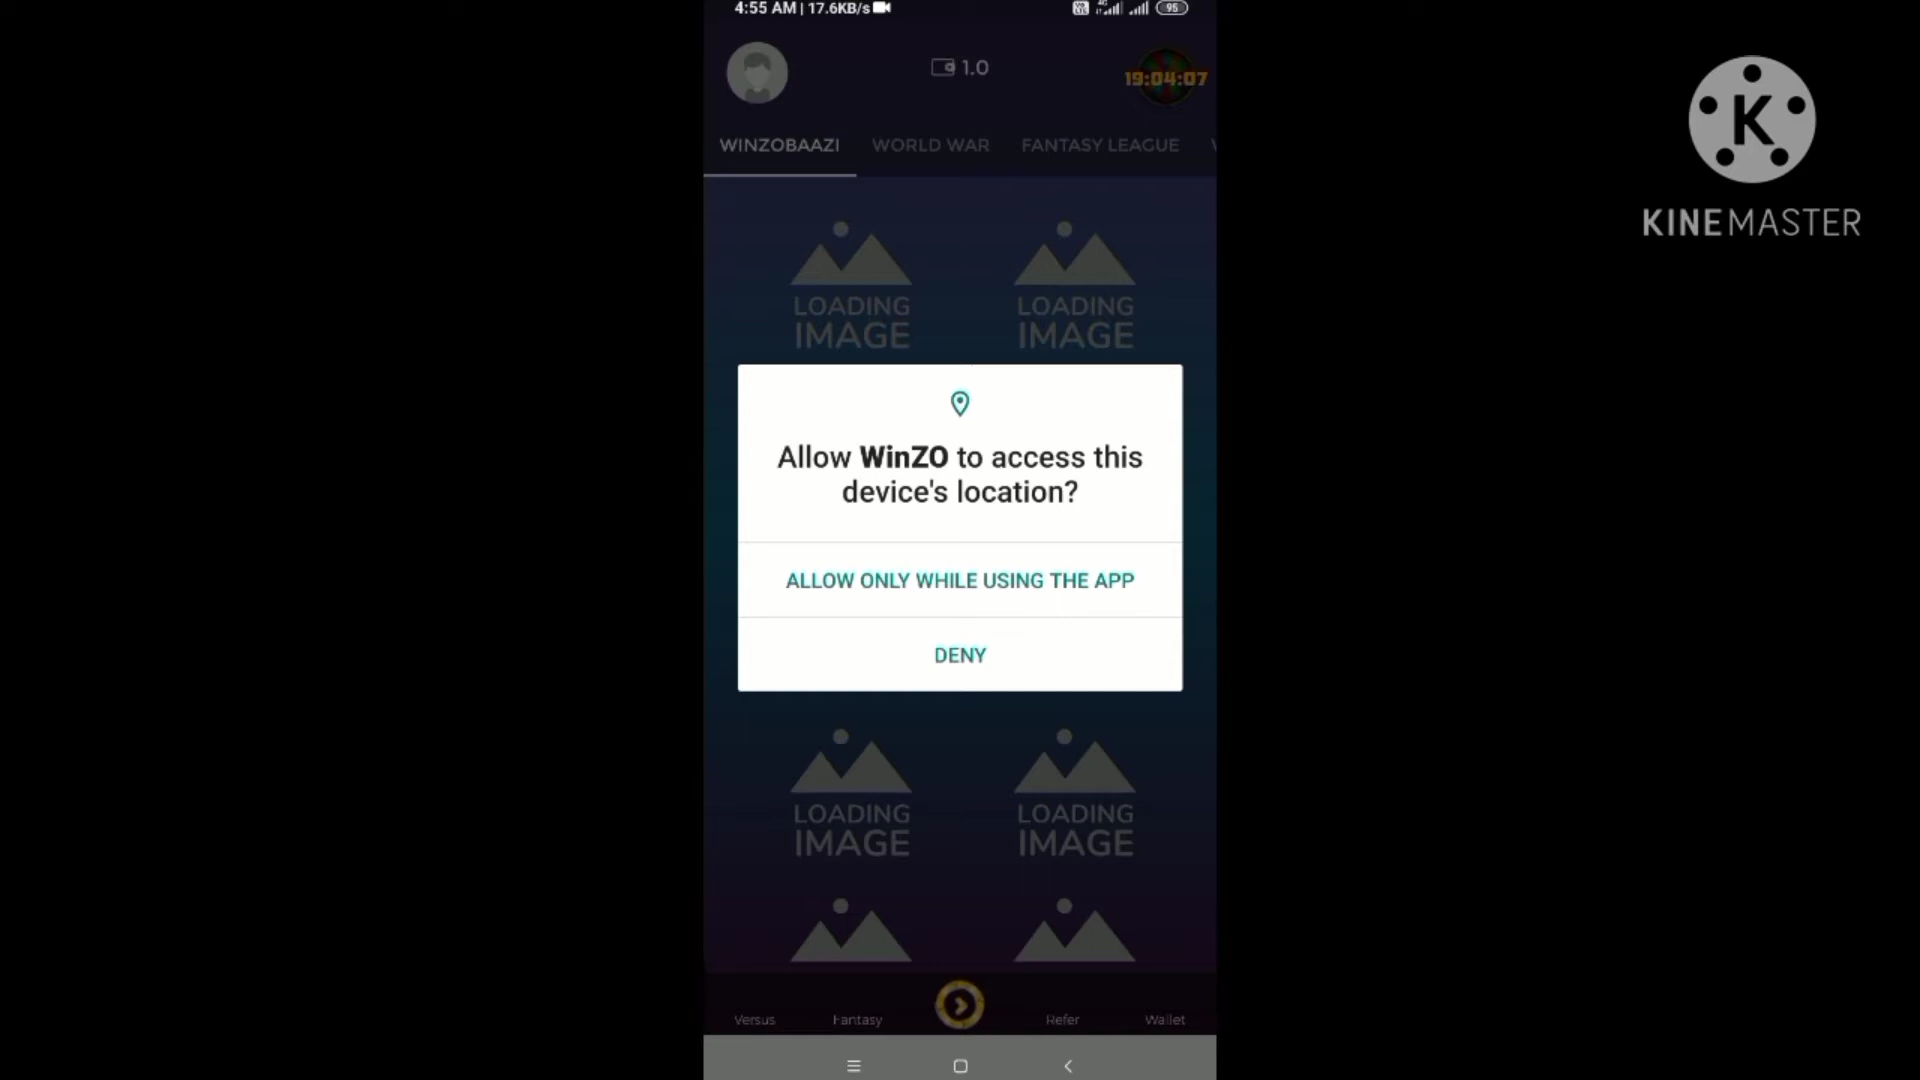 4:55 AM | 17.6KB/s
4G
95
1.0
19:04:07
WINZOBAAZI
WORLD WAR
FANTASY LEAGUE
LOADING IMAGE
LOADING IMAGE
Allow WinZO to access this
device's location?
ALLOW ONLY WHILE USING THE APP
DENY
LOADING IMAGE
LOADING IMAGE
Versus
Fantasy
Refer
Wallet
K
KINEMASTER